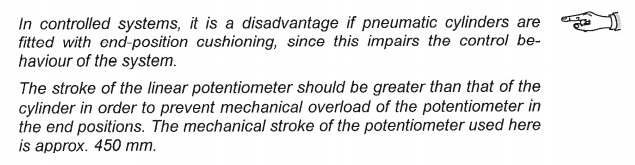 In controlled systems, it is a disadvantage if pneumatic cylinders are
fitted with end-position cushioning, since this impairs the control be-
haviour of the system.
The stroke of the linear potentiometer should be greater than that of the
cylinder in order to prevent mechanical overload of the potentiometer in
the end positions. The mechanical stroke of the potentiometer used here
is approx. 450 mm.